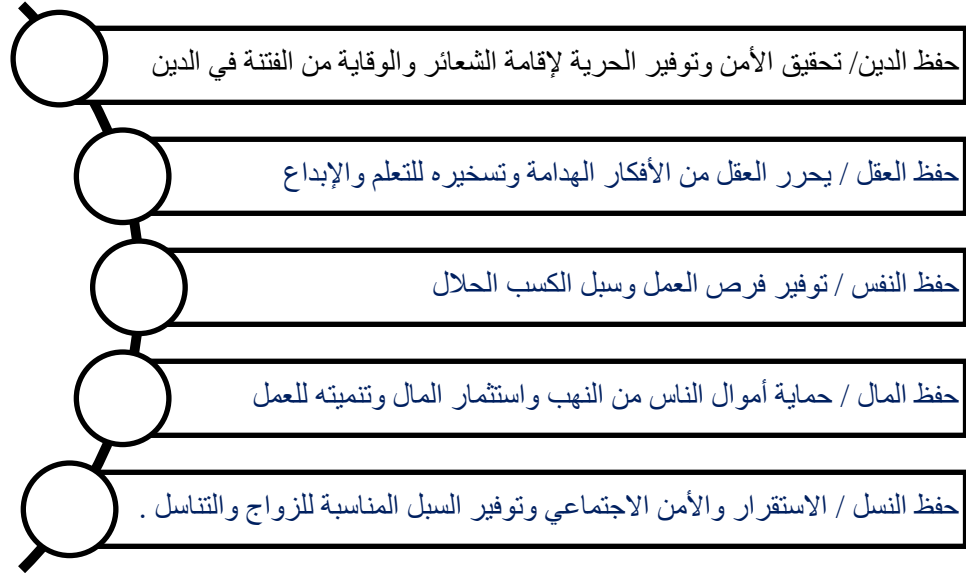 حفظ الدين/ تحقيق الأمن وتوفير الحرية لإقامة الشعائر والوقاية من الفتنة في الدين
حفظ العقل / يحرر العقل من الأفكار الهدامة وتسخيره للتعلم والإبداع
حفظ النفس / توفير فرص العمل وسبل الكسب الحلال
حفظ المال / حماية أموال الناس من النهب واستثمار المال وتنميته للعمل
حفظ النسل / الاستقرار والأمن الاجتماعي وتوفير السبل المناسبة للزواج والتناسل .